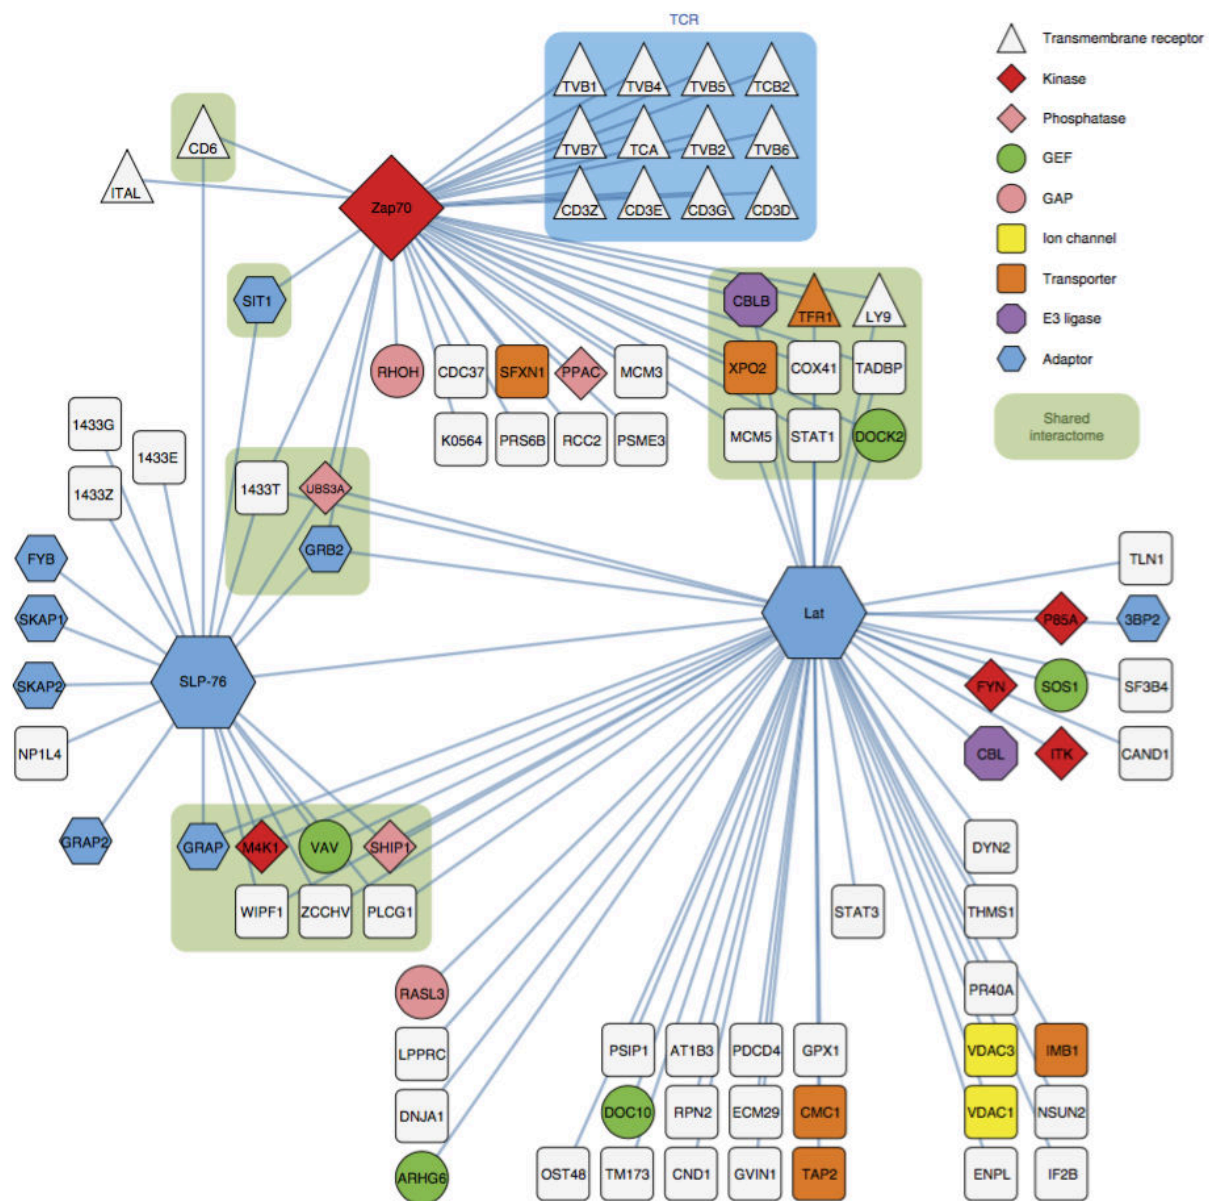 TCR
TVB1 TVB4 TVB5 TCB2
Transmembrane receptor
Kinase
Phosphatase
GEF
GAP
Ion channel
Transporter
E3 ligase
Adaptor
Shared
interactome
TVB7 TCA TVB2 TVB6
CD3Z CD3E CD3G CD3D
CD6
ITAL
Zap70
SIT1
CBLB TFR1 LY9
XPO2 COX41 TADBP
MCM5 STAT1 DOCK2
RHOH CDC37 SFXN1 PPAC MCM3
K0564 PRS6B RCC2 PSME3
1433G
1433E
1433Z
1433T UBS3A
GRB2
FYB
SKAP1
SKAP2
NP1L4
GRAP2
SLP-76
Lat
TLN1
P85A 3BP2
FYN SOS1 SF3B4
CBL ITK CAND1
GRAP M4K1 VAV SHIP1
WIPF1 ZCCHV PLCG1
DYN2
STAT3 THMS1
RASL3 PR40A
LPPRC PSIP1 AT1B3 PDCD4 GPX1 VDAC3 IMB1
DNJA1 DOC10 RPN2 ECM29 CMC1 VDAC1 NSUN2
ARHG6 OST48 TM173 CND1 GVIN1 TAP2 ENPL IF2B